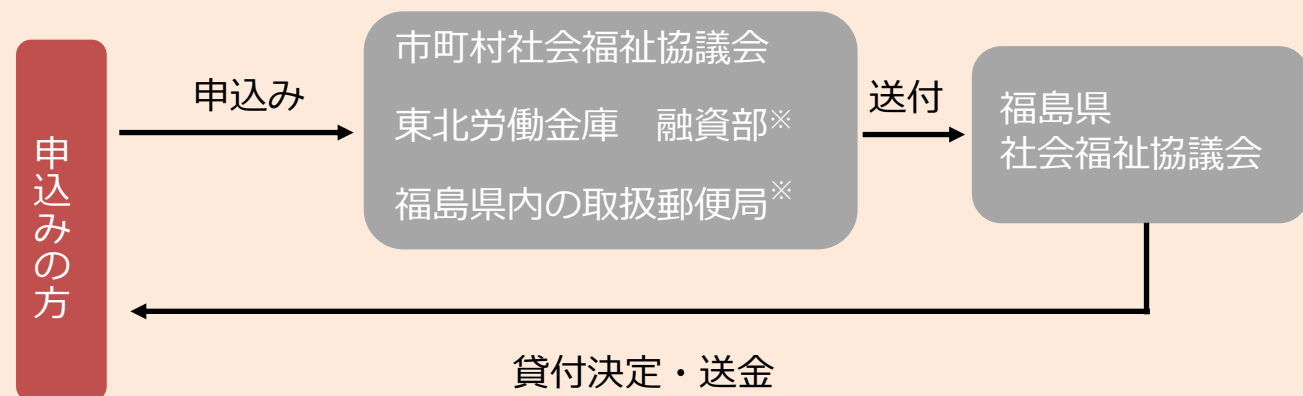 申込みの方
申込み
市町村社会福祉協議会
東北労働金庫　融資部※
福島県内の取扱郵便局※
送付
福島県
社会福祉協議会
貸付決定・送金